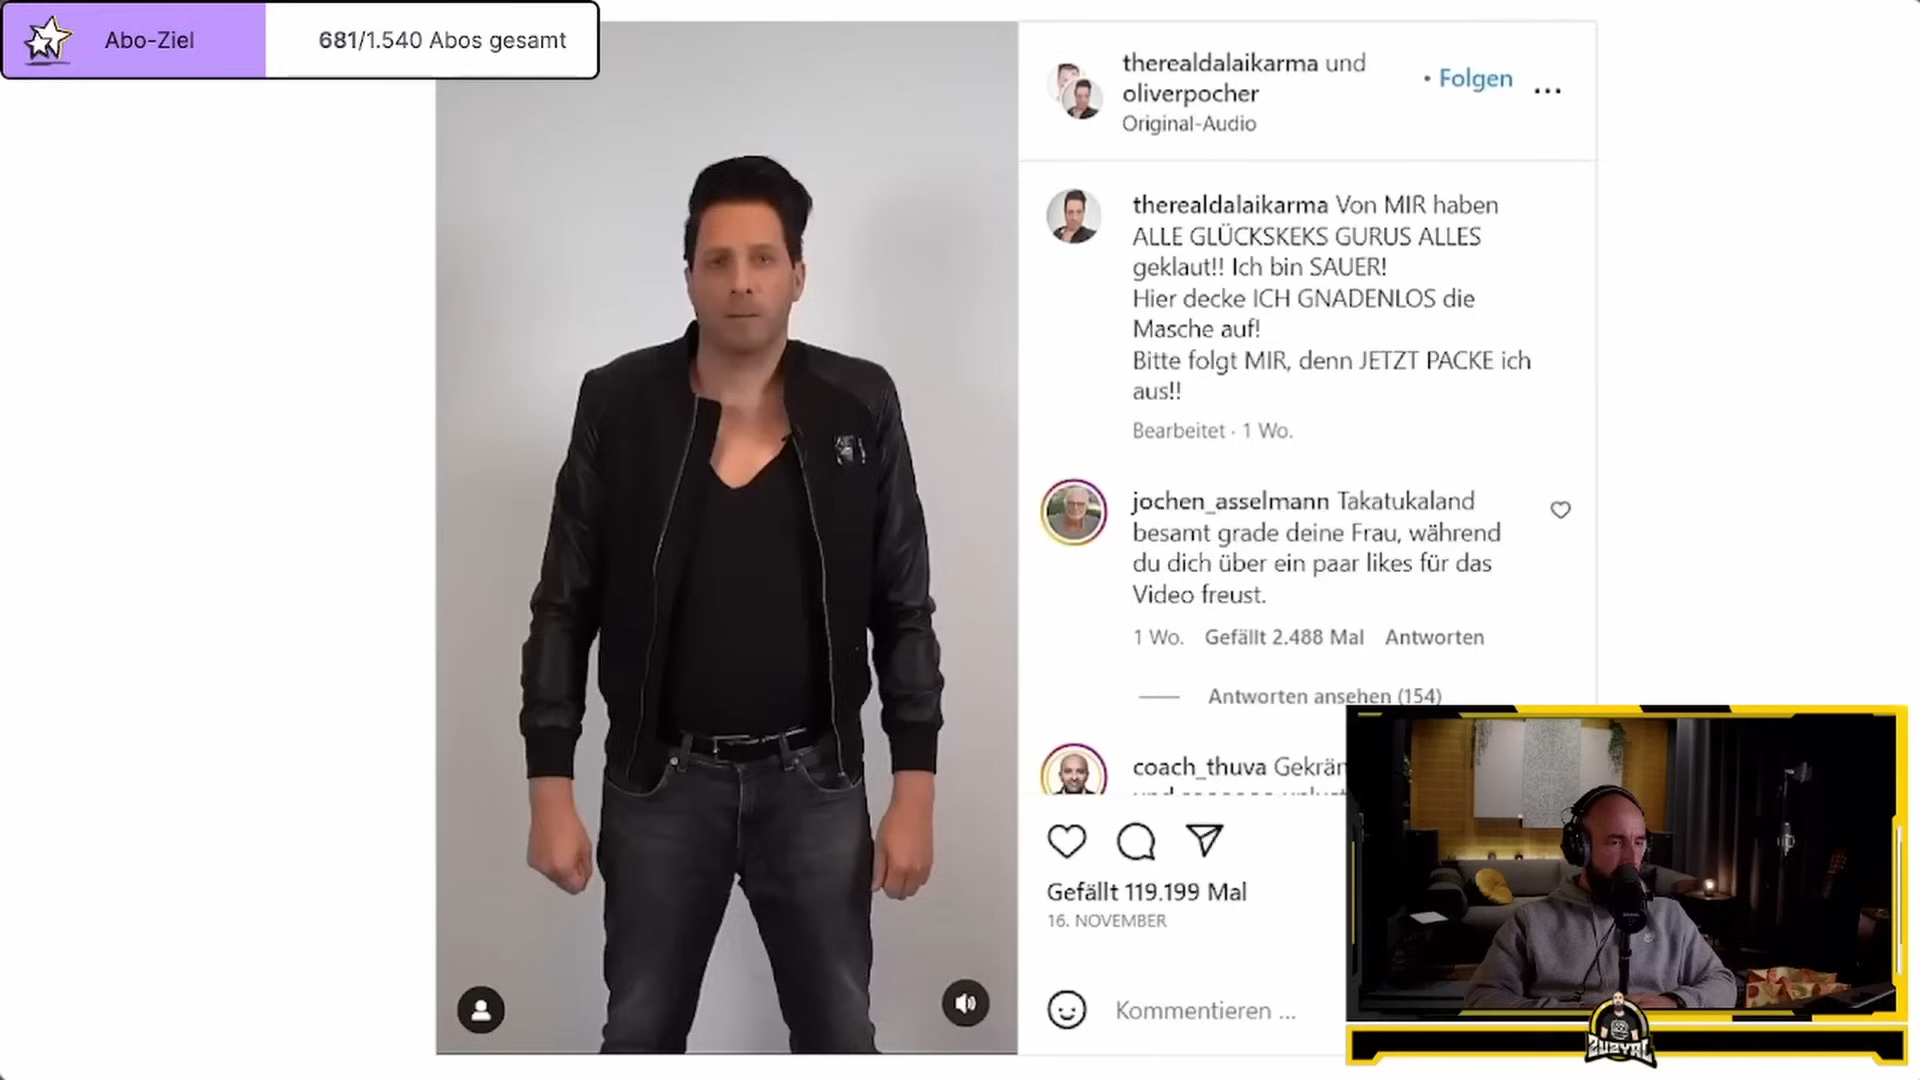 Abo-Ziel
681/1.540 Abos gesamt
therealdalaikarma und
oliverpocher
Original-Audio
• Folgen
...
therealdalaikarma Von MIR haben
ALLE GLÜCKSKEKS GURUS ALLES
geklaut!! Ich bin SAUER!
Hier decke ICH GNADENLOS die
Masche auf!
Bitte folgt MIR, denn JETZT PACKE ich
aus!!
Bearbeitet · 1 Wo.
jochen_asselmann Takatukaland
besamt grade deine Frau, während
du dich über ein paar likes für das
Video freust.
1 Wo. Gefällt 2.488 Mal Antworten
Antworten ansehen (154)
coach_thuva
Gefällt 119.199 Mal
16. NOVEMBER
Kommentieren ...